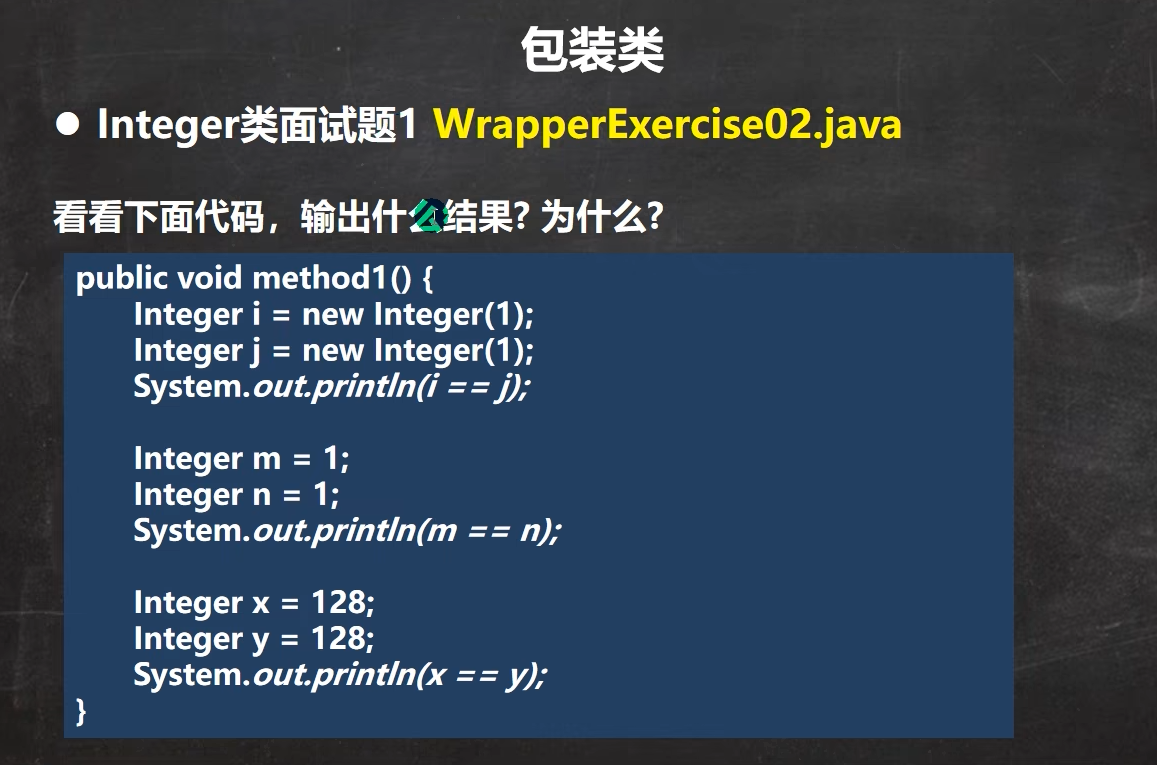 包装类
● Integer类面试题1 WrapperExercise02.java
看看下面代码，输出什么结果? 为什么?
public void method1() {
Integer i = new Integer(1);
Integer j = new Integer(1);
System.out.println(i == j);
Integer m = 1;
Integer n = 1;
System.out.println(m == n);
Integer x = 128;
Integer y = 128;
System.out.println(x == y);
}